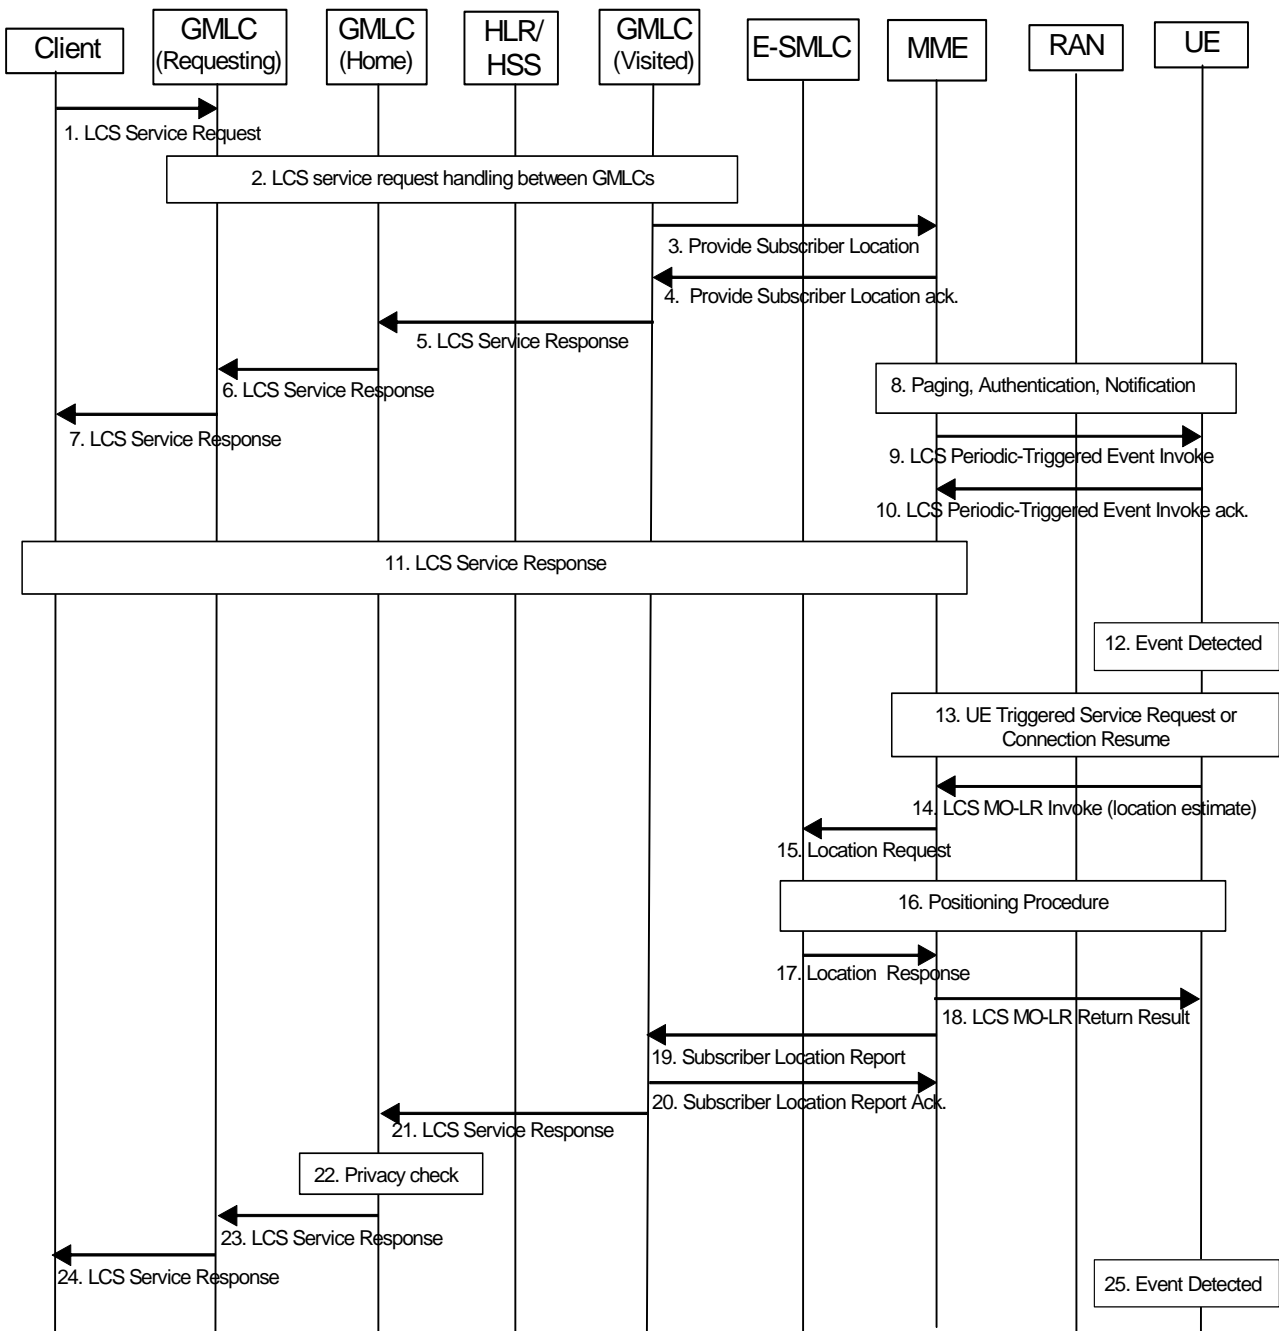 Client
GMLC
(Requesting)
GMLC
(Home)
HLR/
HSS
GMLC
(Visited)
E-SMLC
MME
RAN
UE
1. LCS Service Request
2. LCS service request handling between GMLCs
3. Provide Subscriber Location
4. Provide Subscriber Location ack.
5. LCS Service Response
6. LCS Service Response
7. LCS Service Response
8. Paging, Authentication, Notification
9. LCS Periodic-Triggered Event Invoke
10. LCS Periodic-Triggered Event Invoke ack.
11. LCS Service Response
12. Event Detected
13. UE Triggered Service Request or
Connection Resume
14. LCS MO-LR Invoke (location estimate)
15. Location Request
16. Positioning Procedure
17. Location Response
18. LCS MO-LR Return Result
19. Subscriber Location Report
20. Subscriber Location Report Ack.
21. LCS Service Response
22. Privacy check
23. LCS Service Response
24. LCS Service Response
25. Event Detected